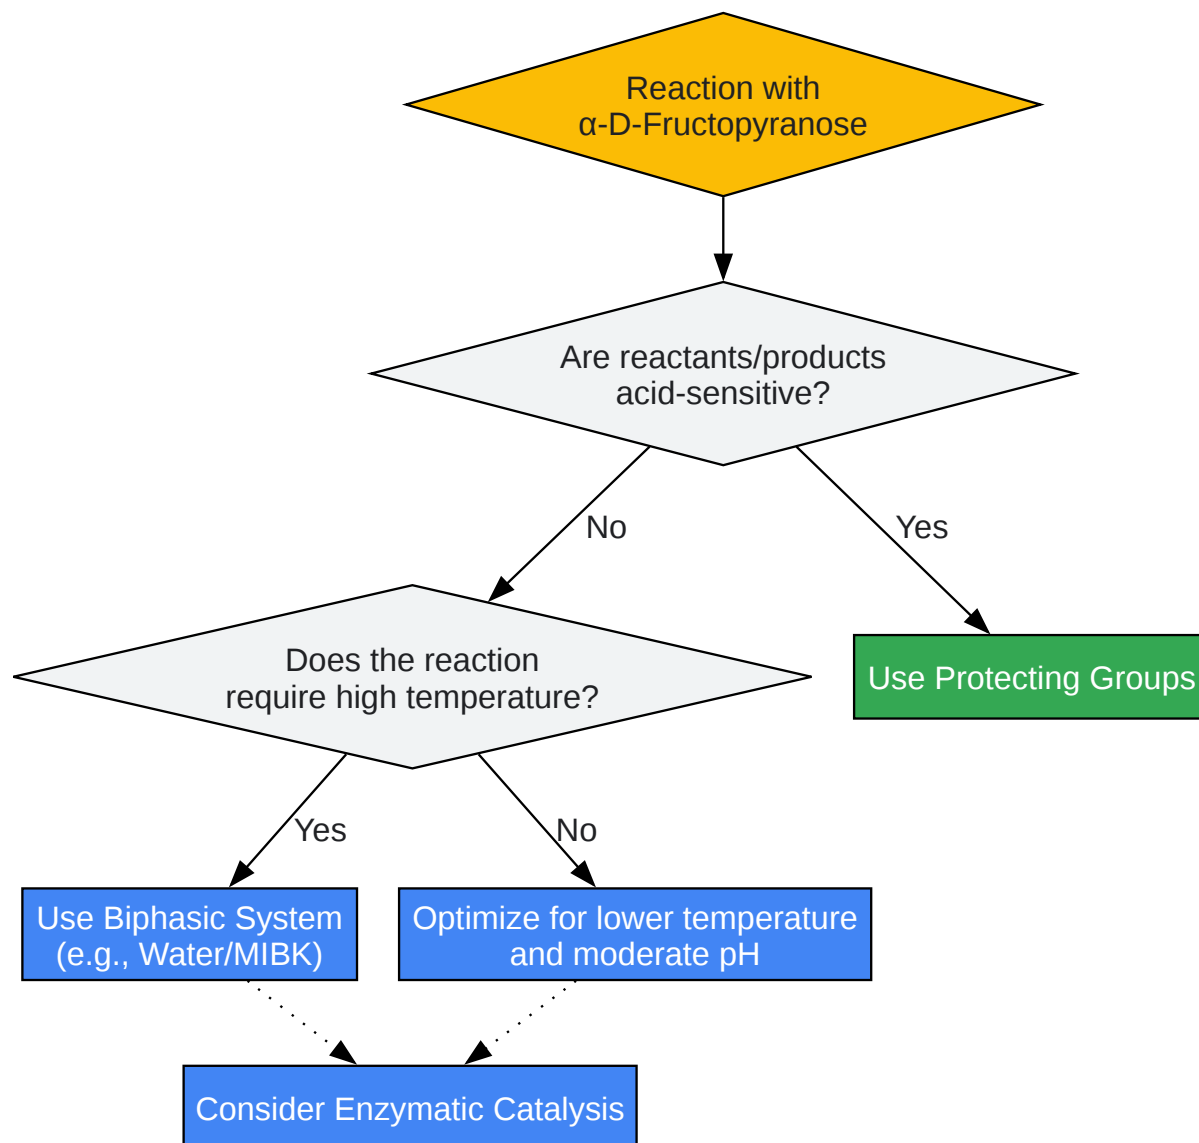 Reaction with
α-D-Fructopyranose
Are reactants/products
acid-sensitive?
No
Yes
Does the reaction
require high temperature?
Use Protecting Groups
Yes
No
Use Biphasic System
(e.g., Water/MIBK)
Optimize for lower temperature
and moderate pH
Consider Enzymatic Catalysis